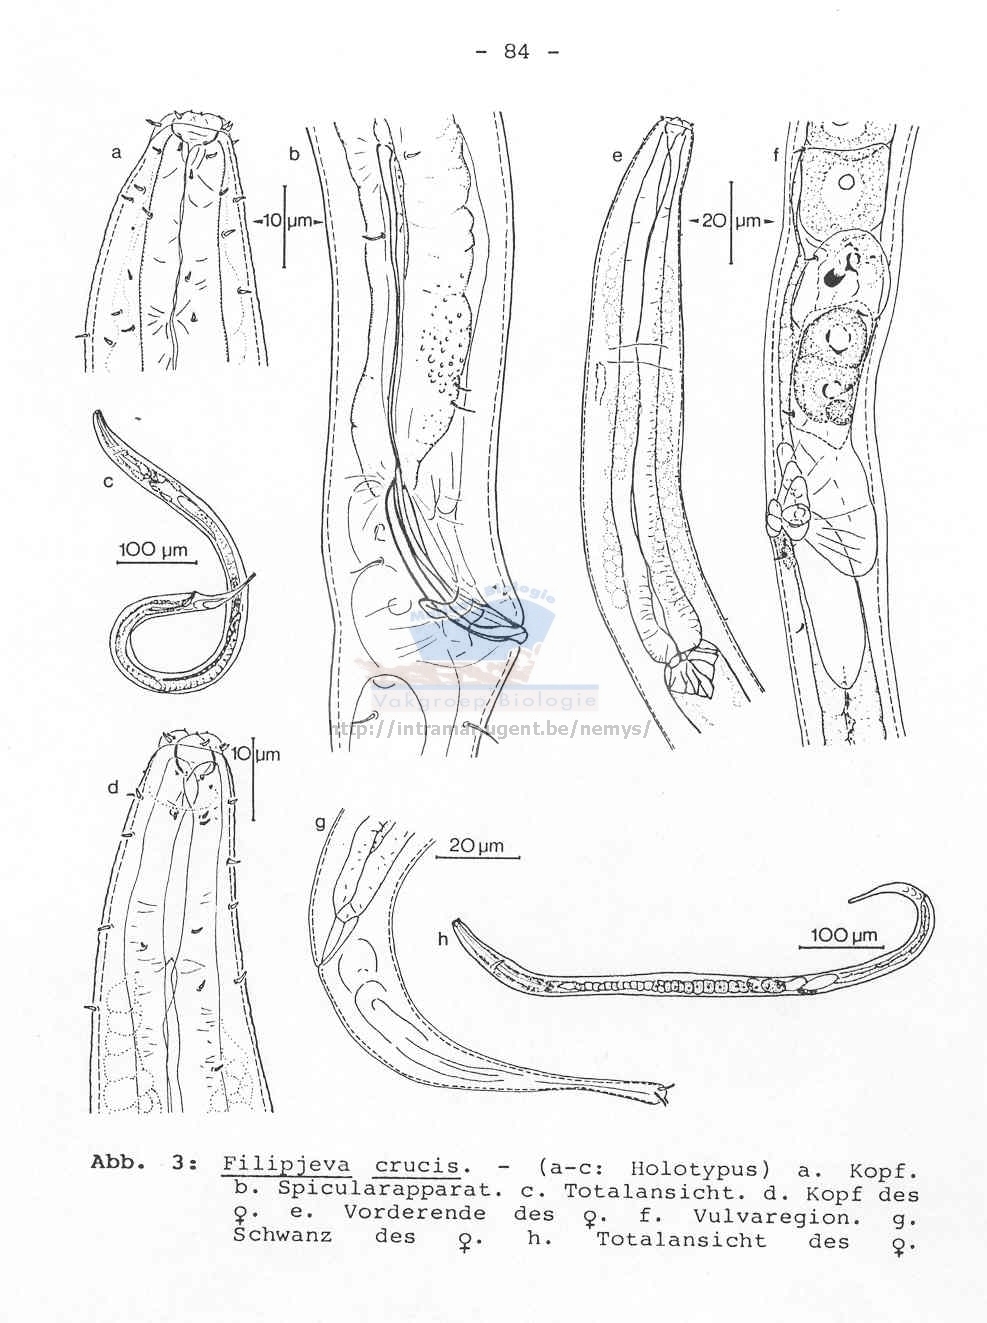 - 84 -
a
b
e
f
10 µm
20 µm
c
100 µm
Biologie
Vakgroep Biologie
http://intramar.ugent.be/nemys/
d
10 µm
g
20 µm
h
100 µm
Abb. 3: Filipjeva crucis. - (a-c: Holotypus) a. Kopf.
b. Spicularapparat. c. Totalansicht. d. Kopf des
♀. e. Vorderende des ♀. f. Vulvaregion. g.
Schwanz des ♀. h. Totalansicht des ♀.